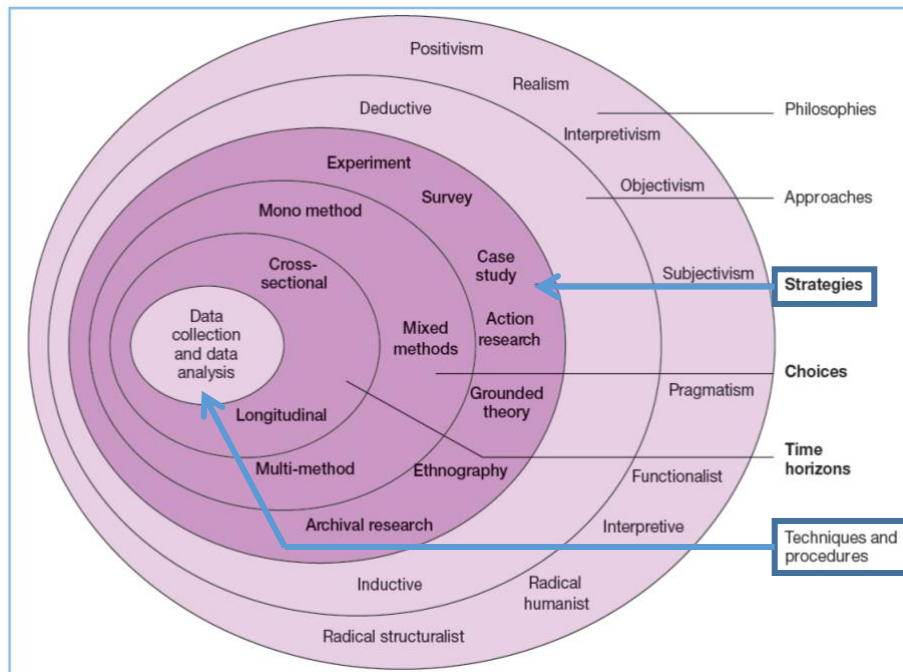 Positivism
Realism
Philosophies
Deductive
Interpretivism
Experiment
Objectivism
Survey
Approaches
Mono method
Case
study
Subjectivism
Strategies
Cross-
sectional
Data
collection
and data
analysis
Mixed
methods
Action
research
Choices
Grounded
theory
Pragmatism
Longitudinal
Time
horizons
Multi-method
Ethnography
Functionalist
Archival research
Interpretive
Techniques and
procedures
Inductive
Radical
humanist
Radical structuralist